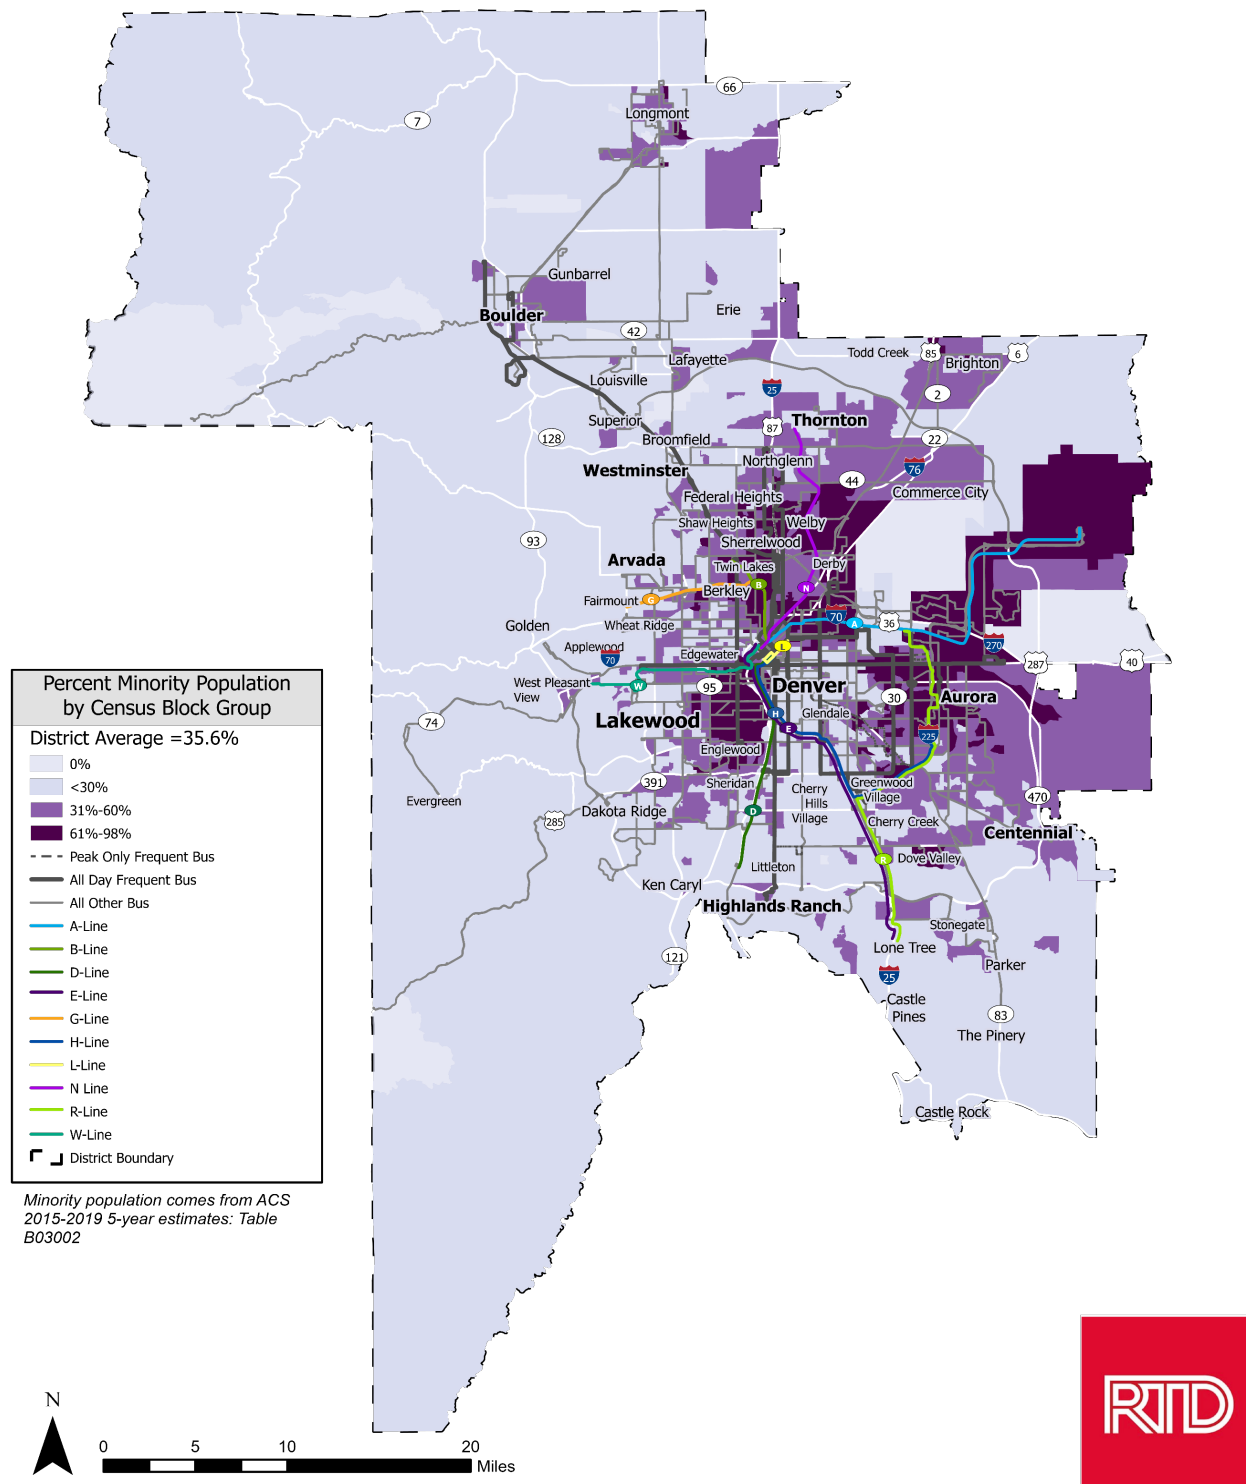 66
Longmont
7
Gunbarrel
Boulder
Erie
42
Todd Creek
85
6
Lafayette
Brighton
Louisville
25
2
Superior
87
Thornton
128
Broomfield
22
Westminster
Northglenn
76
44
Commerce City
Federal Heights
Shaw Heights
Welby
93
Sherrelwood
Arvada
Twin Lakes
Derby
B
N
Berkley
Fairmount
G
70
A
36
Golden
Wheat Ridge
L
270
Applewood
Edgewater
70
287
40
West Pleasant
View
W
95
Denver
30
Aurora
H
Glendale
74
Lakewood
E
225
Englewood
391
Sheridan
Cherry
Hills
Village
Greenwood
Village
470
Evergreen
285
Dakota Ridge
D
Cherry Creek
Centennial
Littleton
R
Dove Valley
Ken Caryl
Highlands Ranch
Stonegate
Lone Tree
121
25
Parker
Castle
Pines
83
The Pinery
Castle Rock
Percent Minority Population
by Census Block Group
District Average =35.6%
0%
<30%
31%-60%
61%-98%
Peak Only Frequent Bus
All Day Frequent Bus
All Other Bus
A-Line
B-Line
D-Line
E-Line
G-Line
H-Line
L-Line
N Line
R-Line
W-Line
District Boundary
Minority population comes from ACS
2015-2019 5-year estimates: Table
B03002
N
0 5 10 20
Miles
RTD